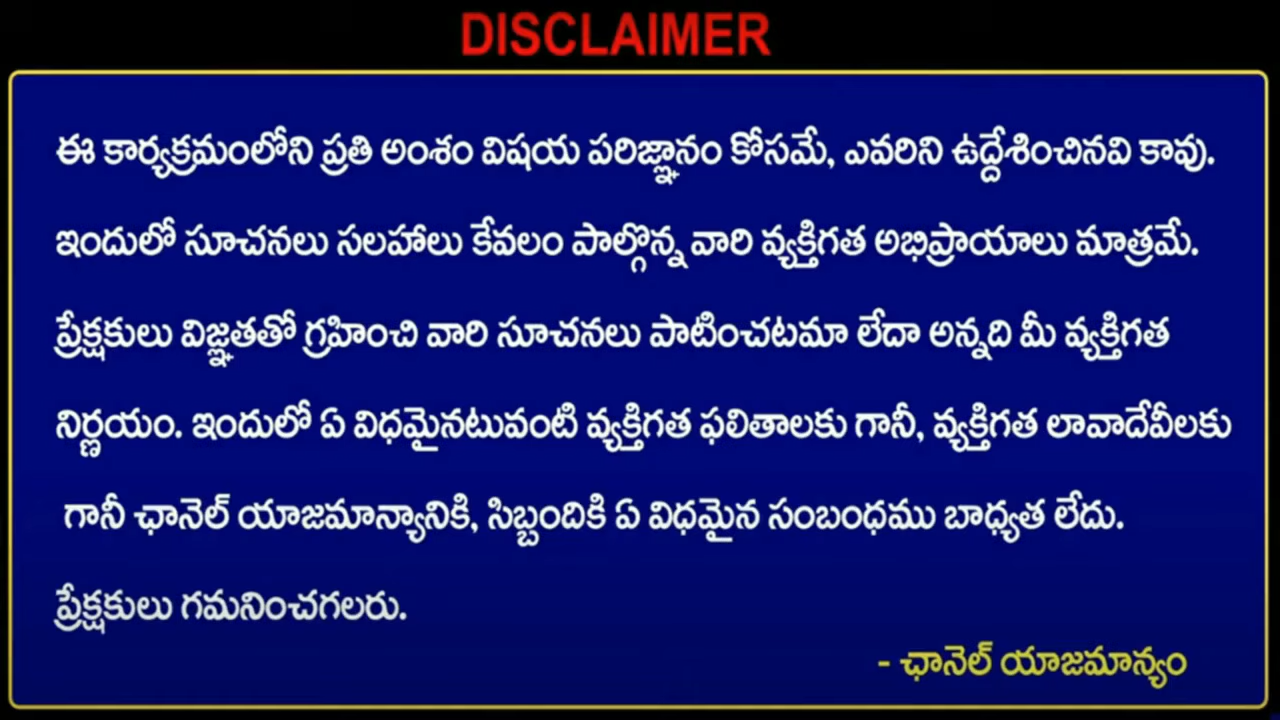 DISCLAIMER
ఈ కార్యక్రమంలోని ప్రతి అంశం విషయ పరిజ్ఞానం కోసమే, ఎవరిని ఉద్దేశించినవి కావు.
ఇందులో సూచనలు సలహాలు కేవలం పాల్గొన్న వారి వ్యక్తిగత అభిప్రాయాలు మాత్రమే.
ప్రేక్షకులు విజ్ఞతతో గ్రహించి వారి సూచనలు పాటించటమా లేదా అన్నది మీ వ్యక్తిగత
నిర్ణయం. ఇందులో ఏ విధమైనటువంటి వ్యక్తిగత ఫలితాలకు గానీ, వ్యక్తిగత లావాదేవీలకు
గానీ ఛానెల్ యాజమాన్యానికి, సిబ్బందికి ఏ విధమైన సంబంధము బాధ్యత లేదు.
ప్రేక్షకులు గమనించగలరు.
- ఛానెల్ యాజమాన్యం